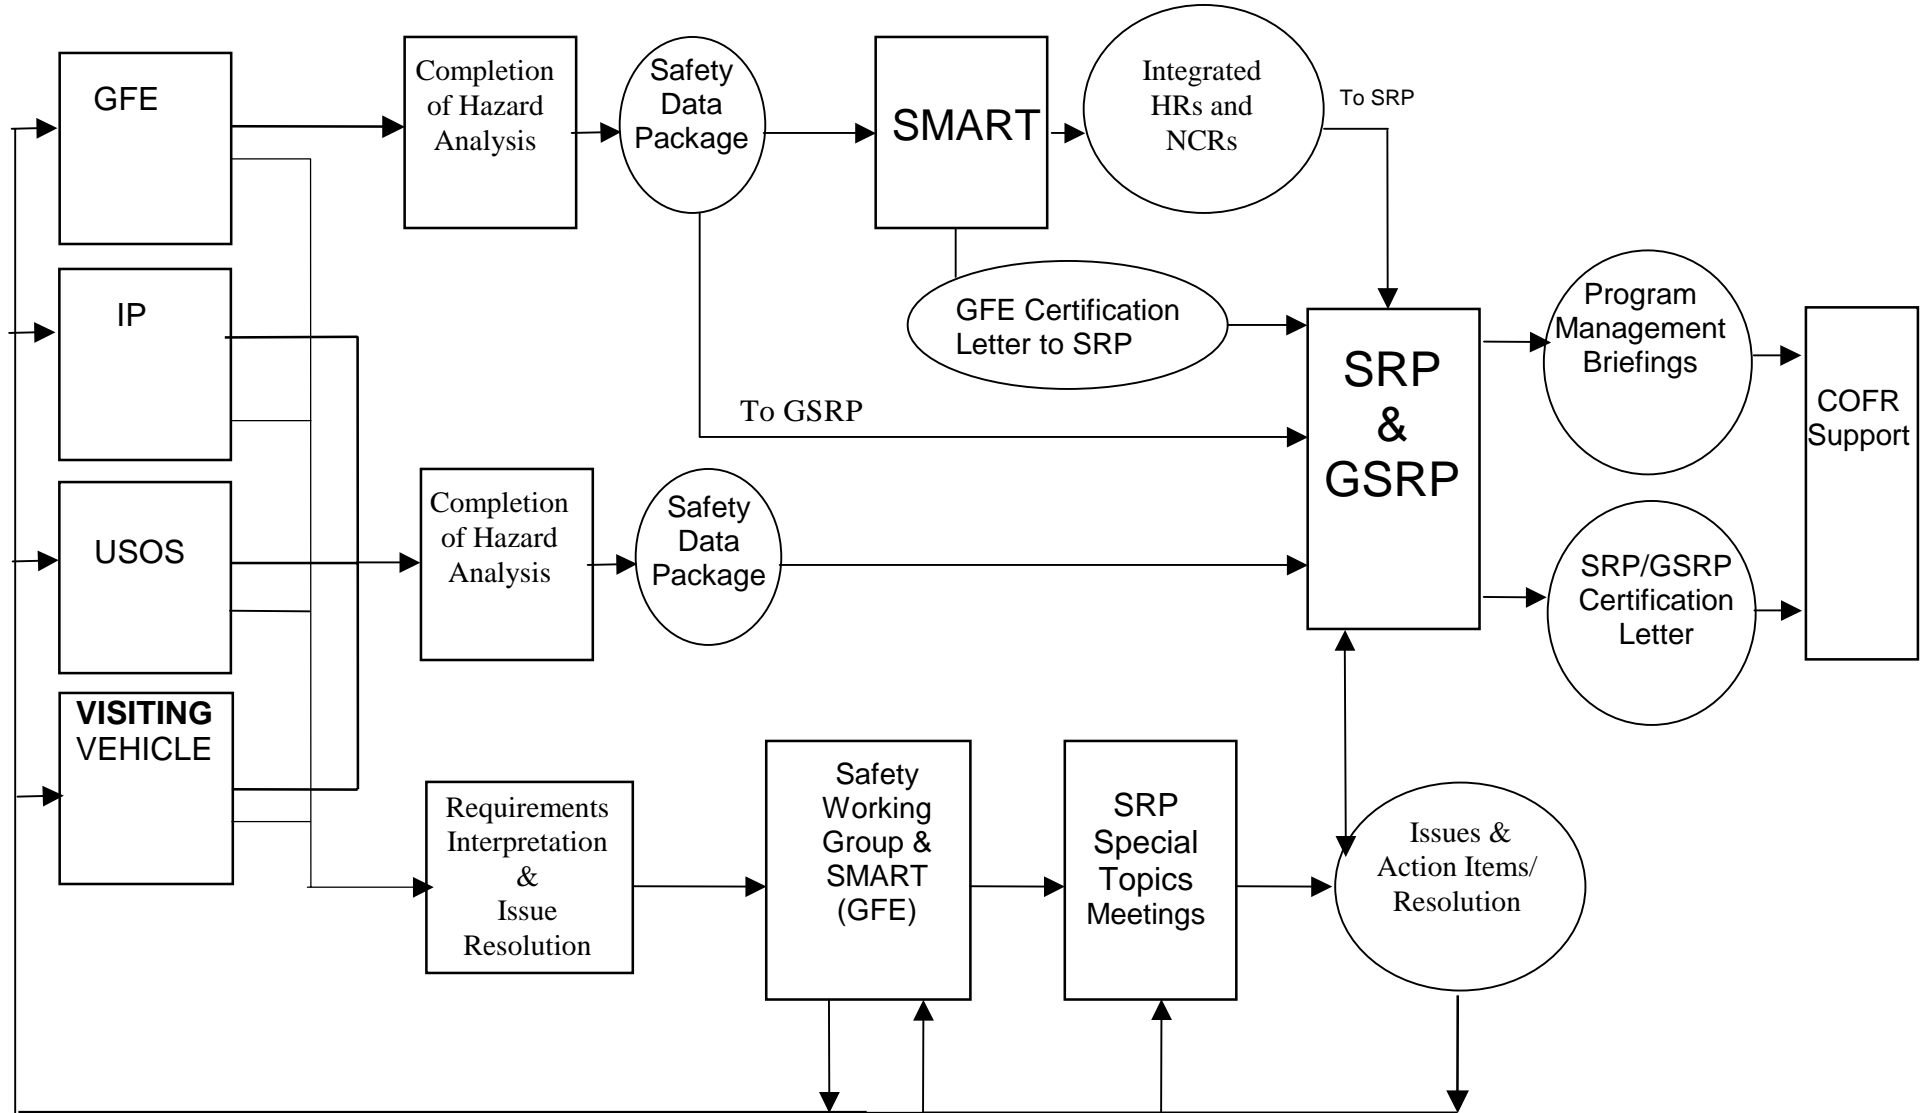 GFE
Completion
of Hazard
Analysis
Safety
Data
Package
SMART
Integrated
HRs and
NCRs
To SRP
IP
GFE Certification
Letter to SRP
To GSRP
SRP
&
GSRP
Program
Management
Briefings
COFR
Support
USOS
Completion
of Hazard
Analysis
Safety
Data
Package
SRP/GSRP
Certification
Letter
VISITING
VEHICLE
Requirements
Interpretation
&
Issue
Resolution
Safety
Working
Group &
SMART
(GFE)
SRP
Special
Topics
Meetings
Issues &
Action Items/
Resolution